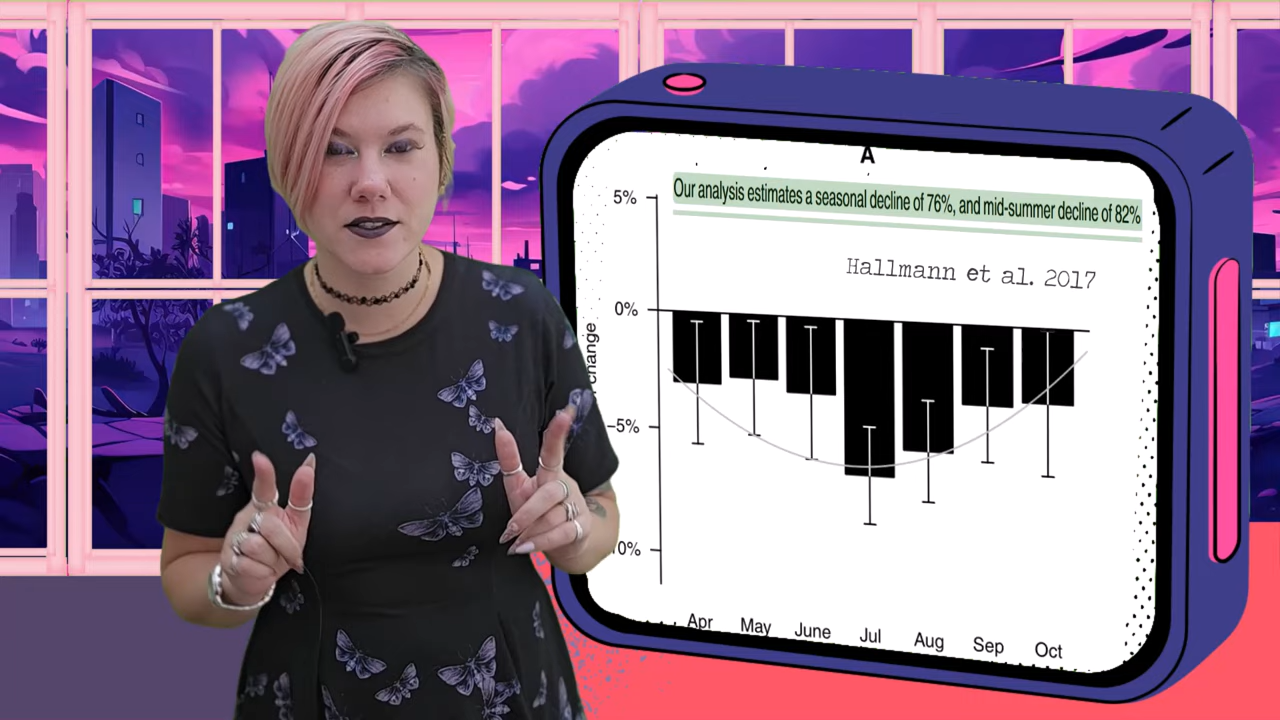 A
Our analysis estimates a seasonal decline of 76%, and mid-summer decline of 82%
Hallmann et al. 2017
5%
0%
−5%
0%
change
Apr May June Jul Aug Sep Oct